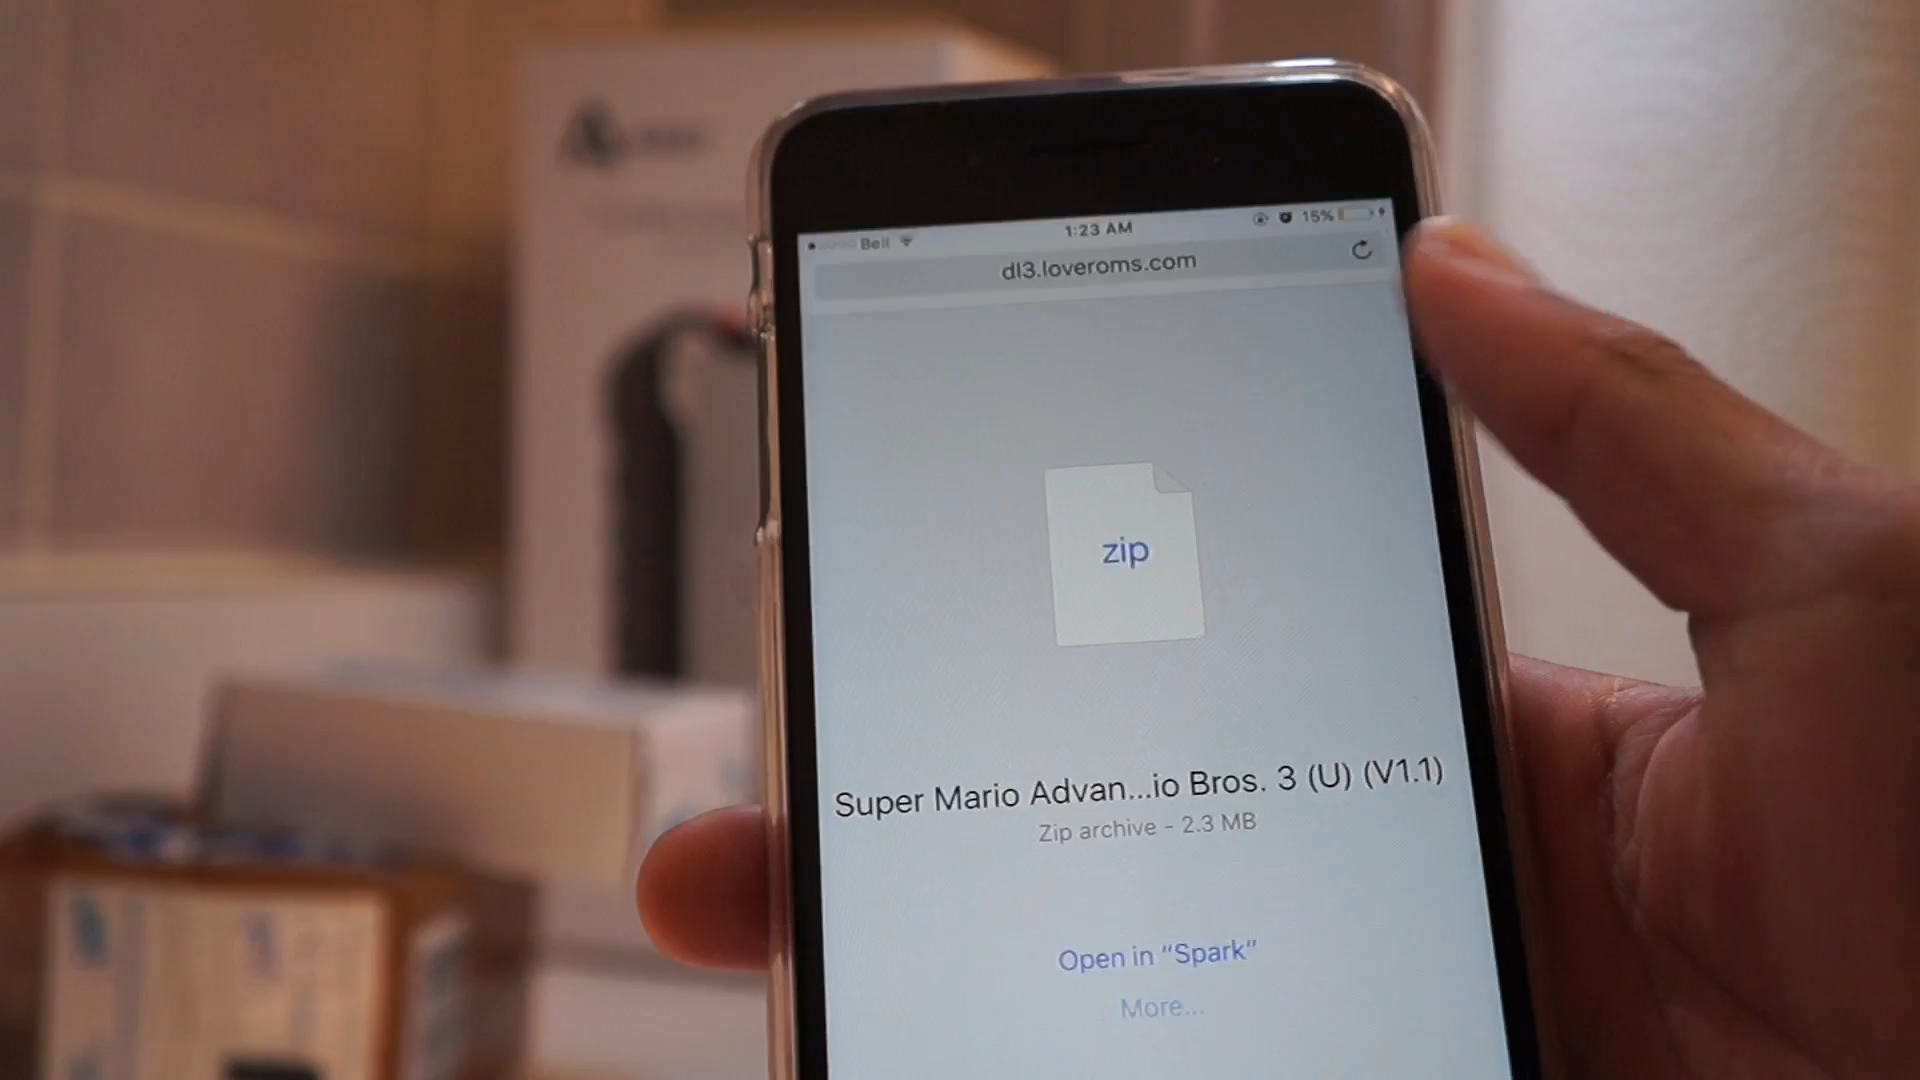 Bell 1:23 AM 15%
dl3.loveroms.com
zip
Super Mario Advan...io Bros. 3 (U) (V1.1)
Zip archive - 2.3 MB
Open in “Spark”
More...